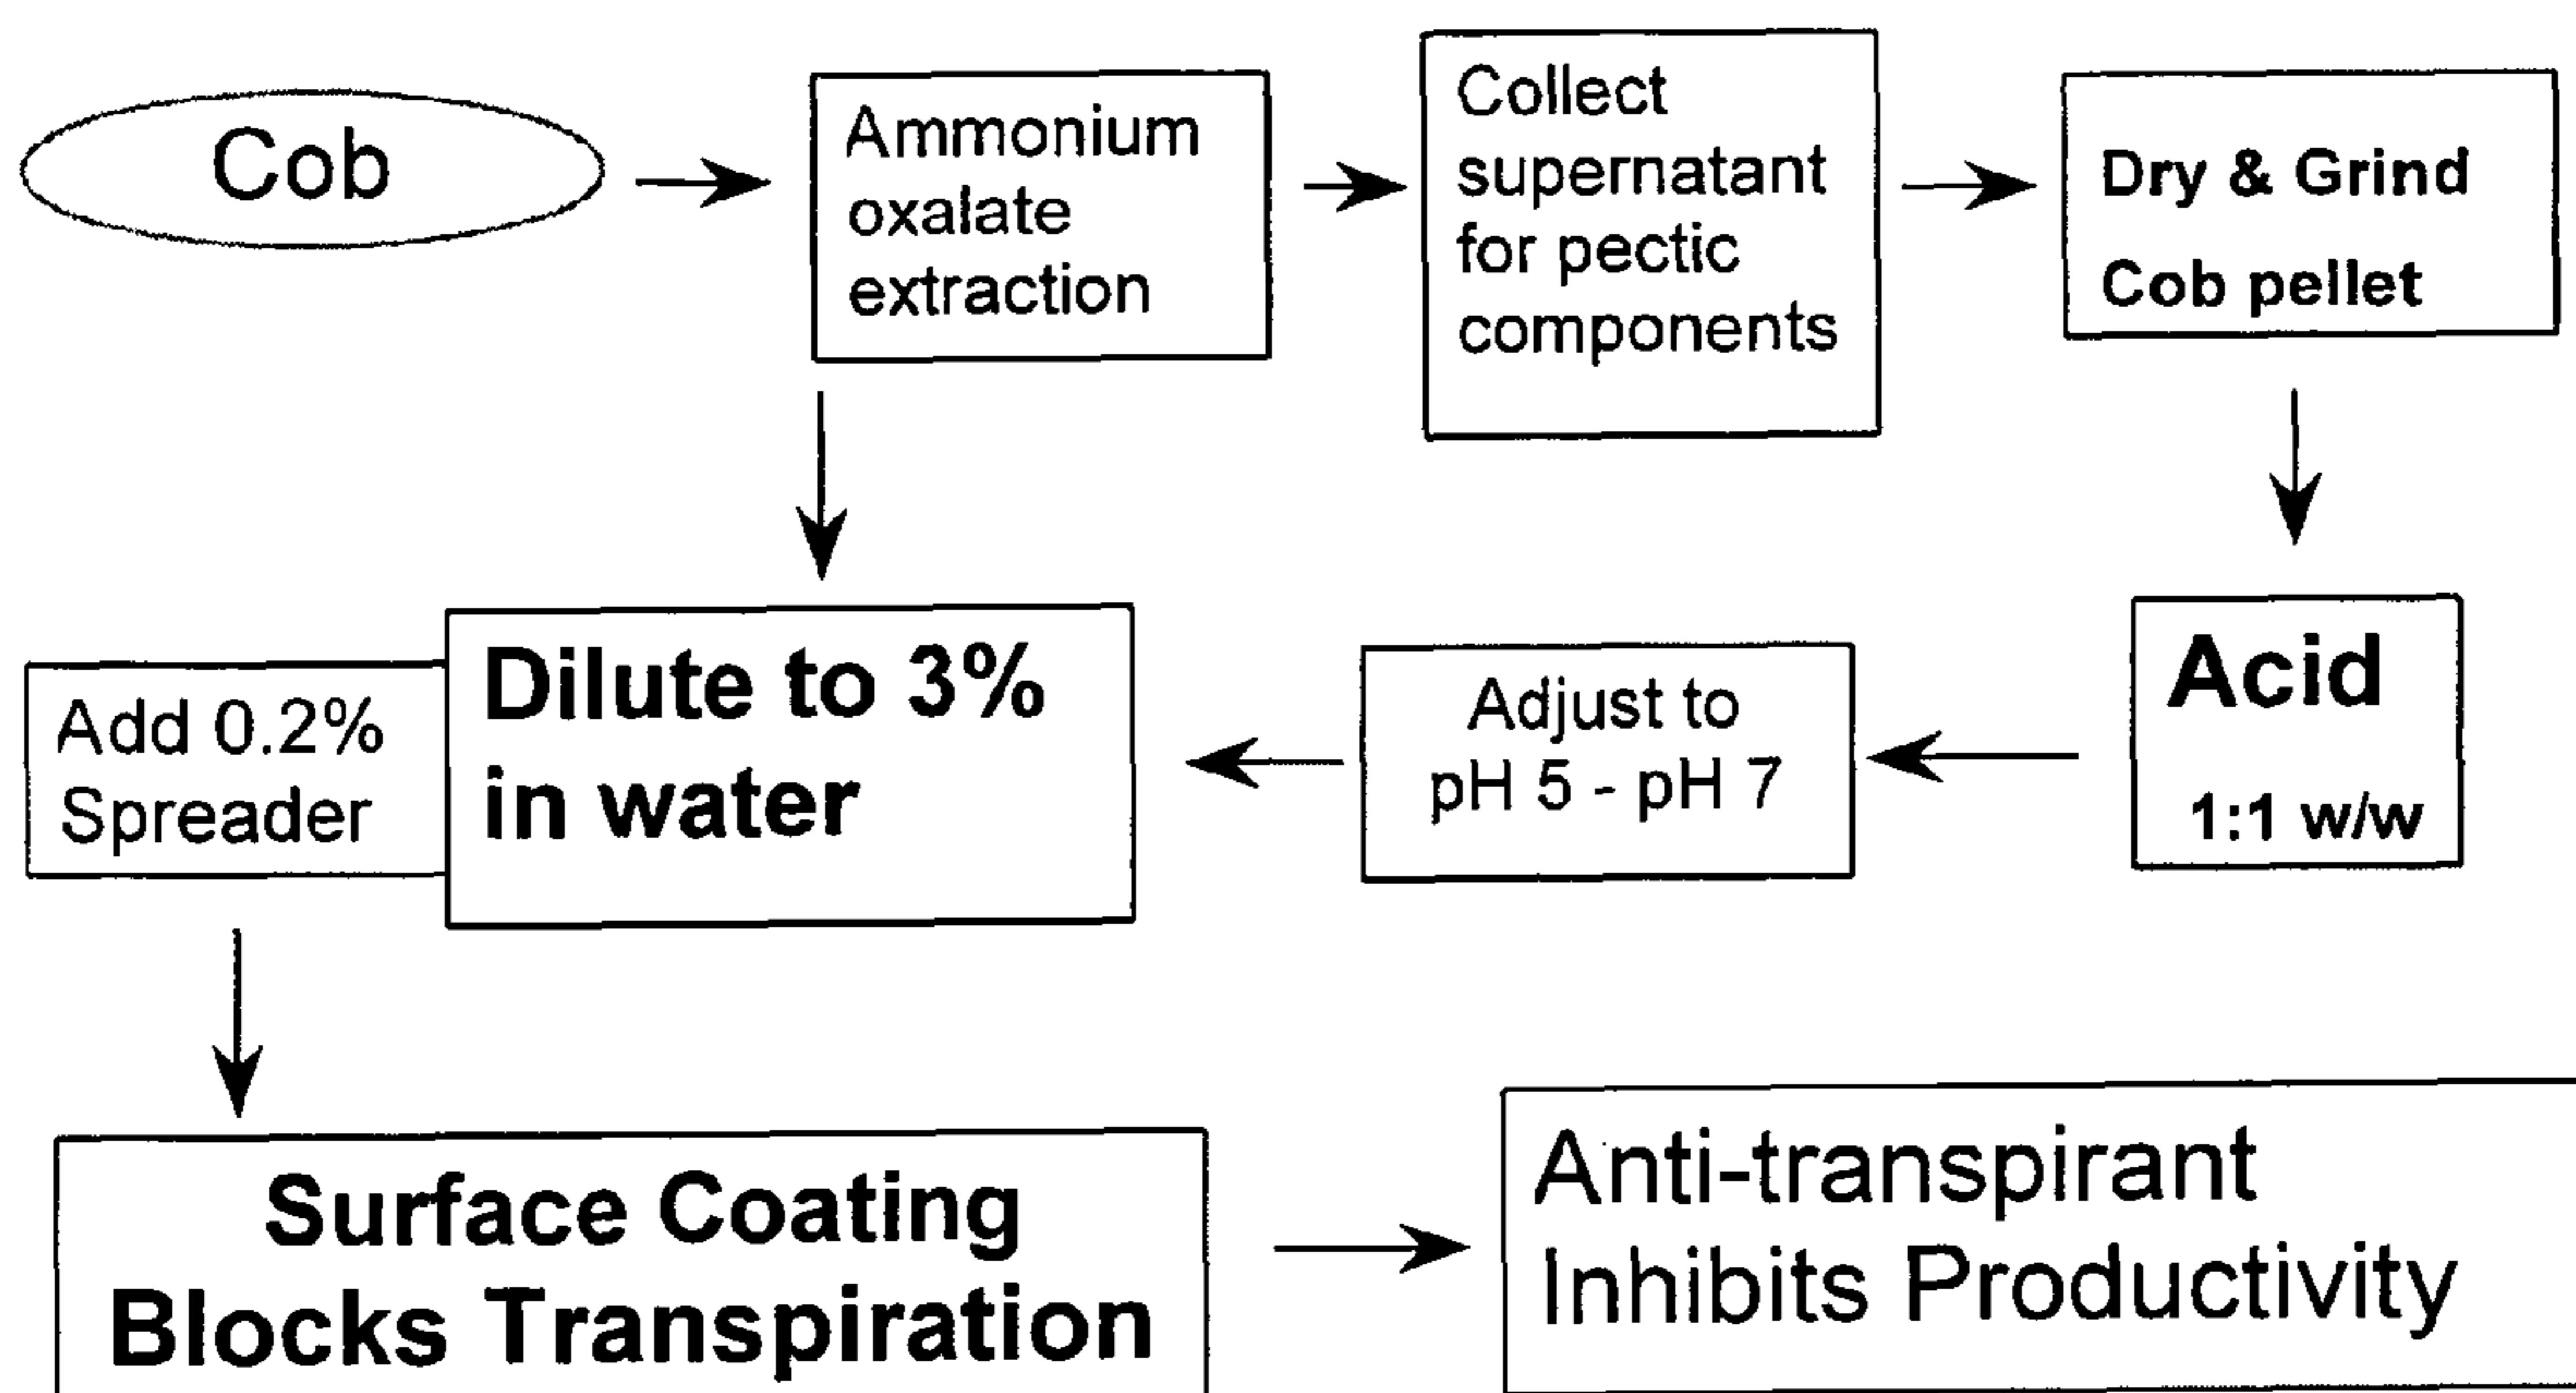 Cob
Ammonium
oxalate
extraction
Collect
supernatant
for pectic
components
Dry & Grind
Cob pellet
Acid
1:1 w/w
Adjust to
pH 5 - pH 7
Dilute to 3%
in water
Add 0.2%
Spreader
Surface Coating
Blocks Transpiration
Anti-transpirant
Inhibits Productivity